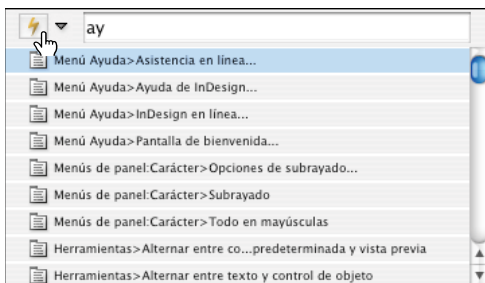 ay
Menú Ayuda>Asistencia en línea...
Menú Ayuda>Ayuda de InDesign...
Menú Ayuda>InDesign en línea...
Menú Ayuda>Pantalla de bienvenida...
Menús de panel:Carácter>Opciones de subrayado...
Menús de panel:Carácter>Subrayado
Menús de panel:Carácter>Todo en mayúsculas
Herramientas>Alternar entre co...predeterminada y vista previa
Herramientas>Alternar entre texto y control de objeto